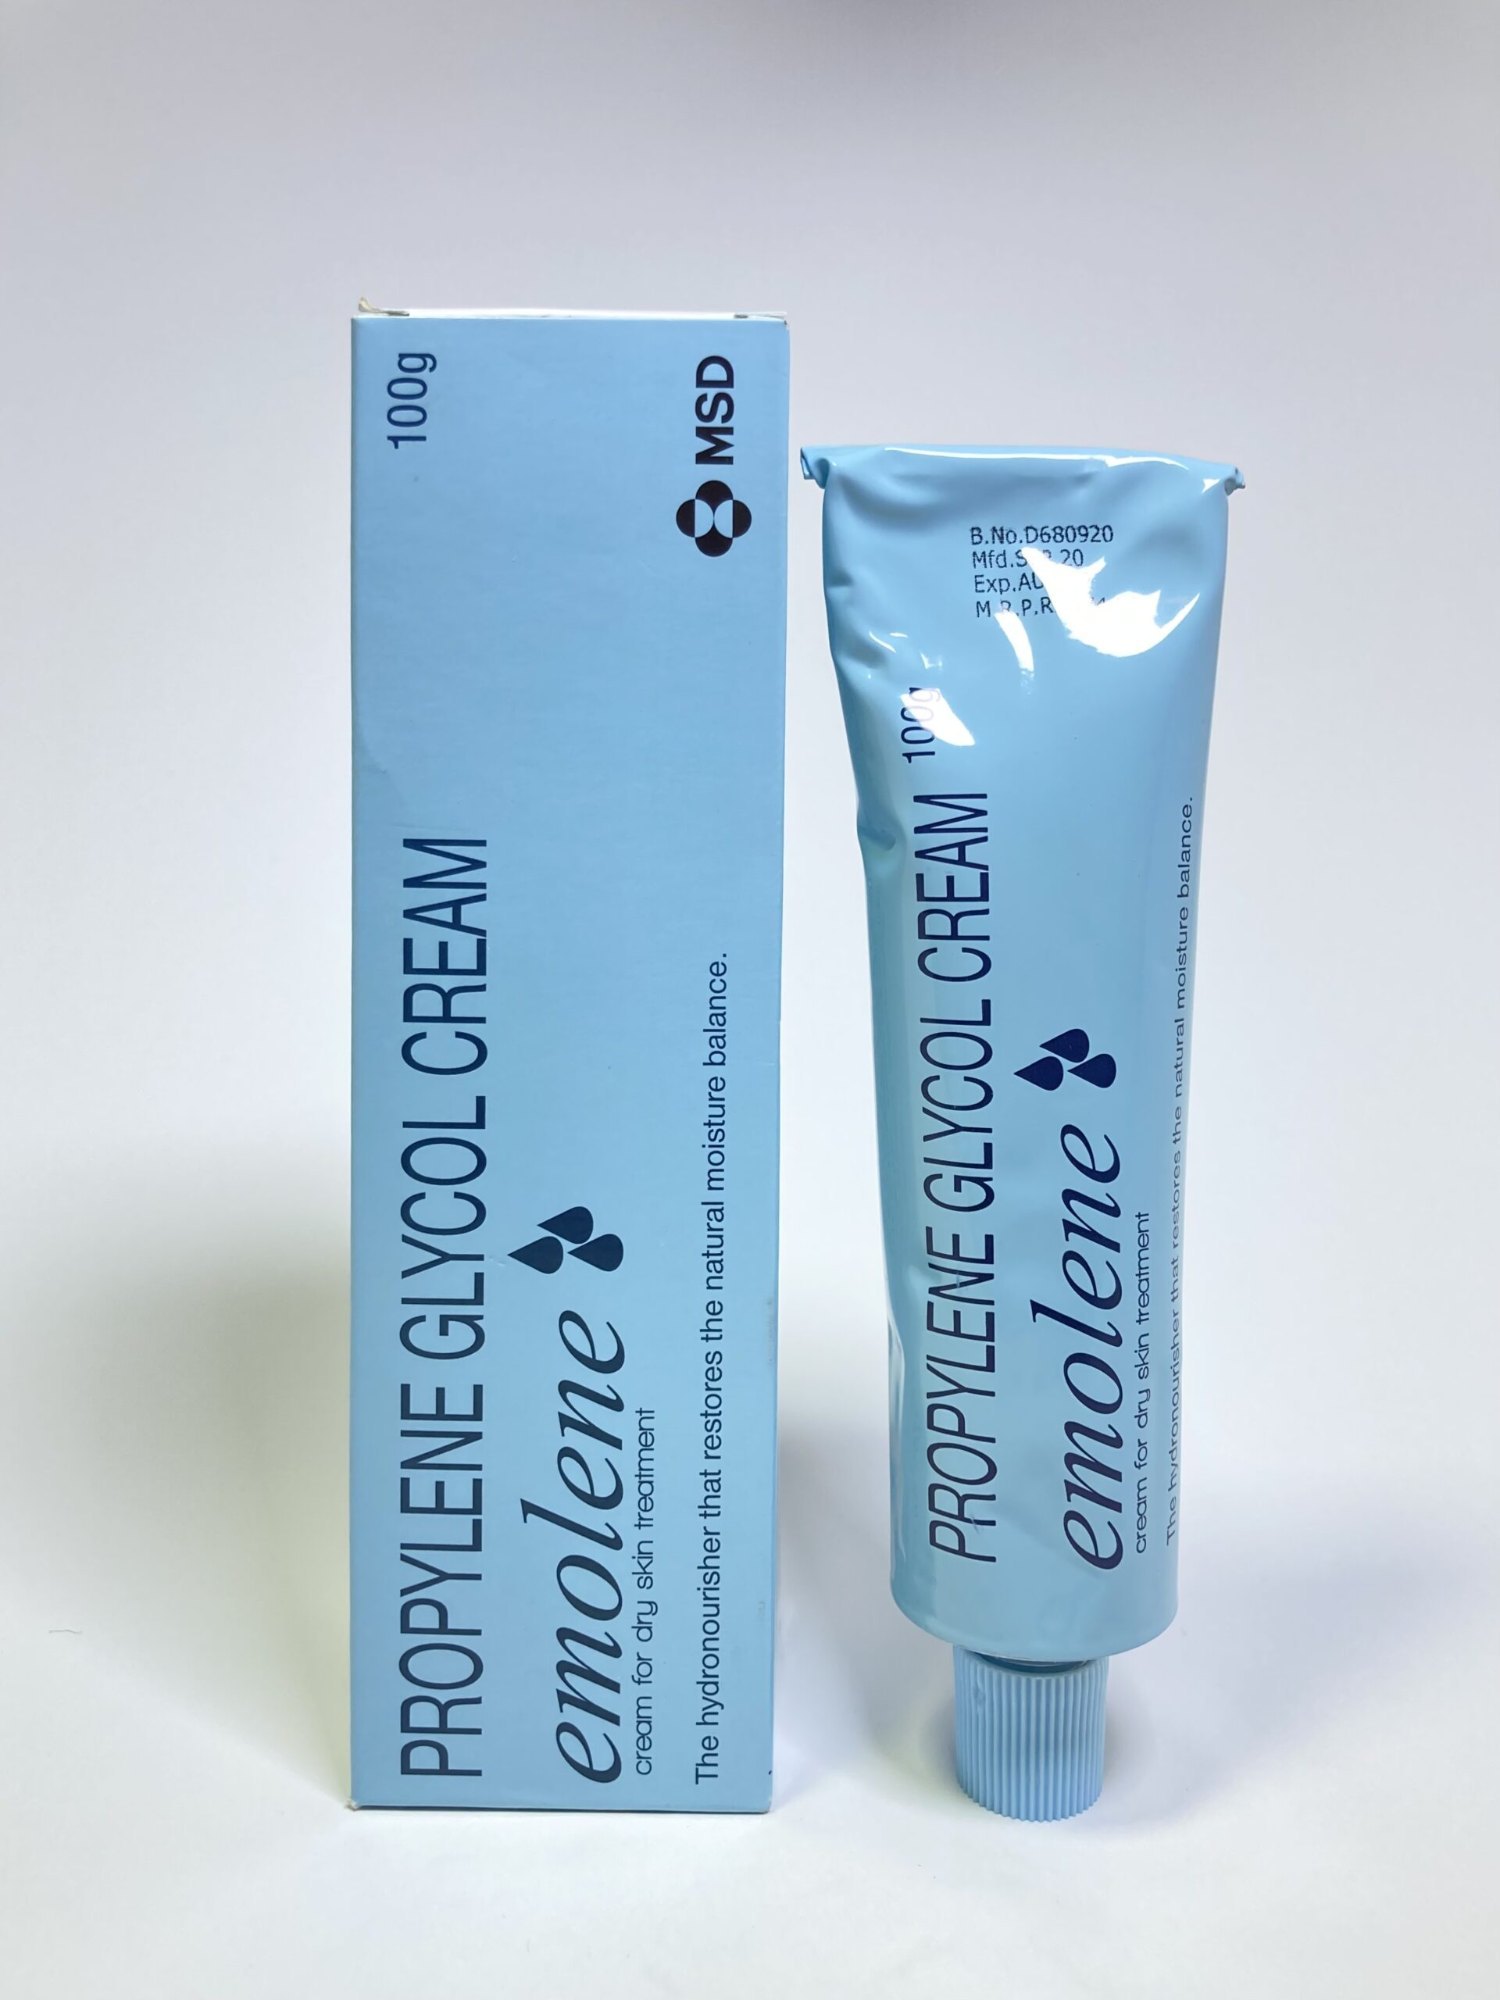 100g
MSD
PROPYLENE GLYCOL CREAM
emolene
cream for dry skin treatment
The hydronourisher that restores the natural moisture balance.
B.No.D680920
20
100g
PROPYLENE GLYCOL CREAM
emolene
cream for dry skin treatment
The hydronourisher that restores the natural moisture balance.